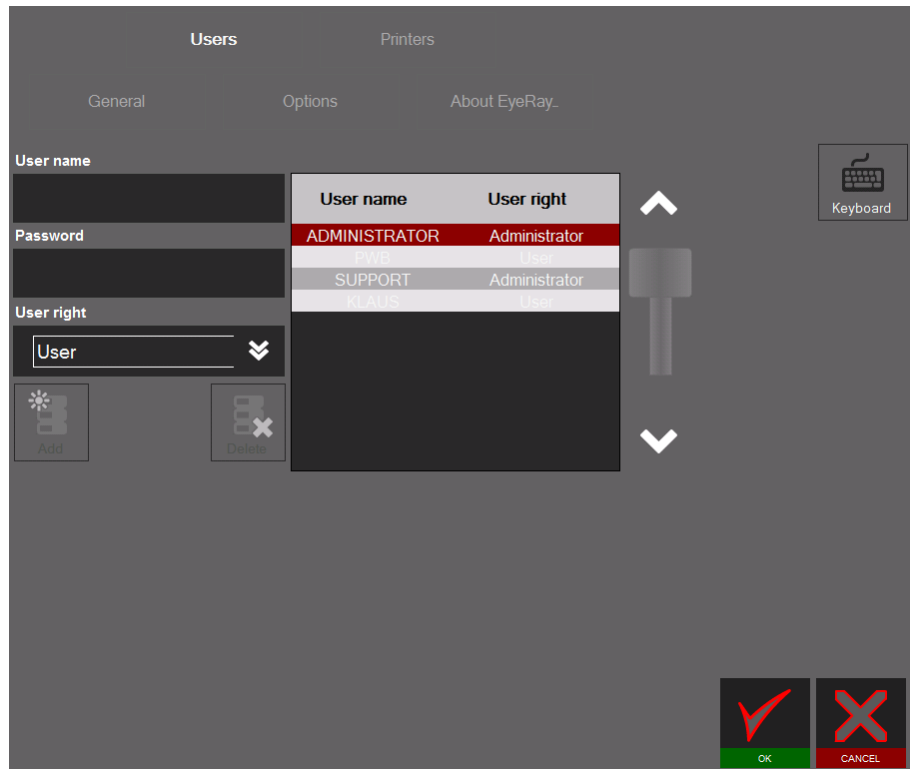 Users Printers
General Options About EyeRay_
User name
Keyboard
User name User right
Password
ADMINISTRATOR Administrator
PWB User
SUPPORT Administrator
KLAUS User
User right
User
Add Delete
OK CANCEL